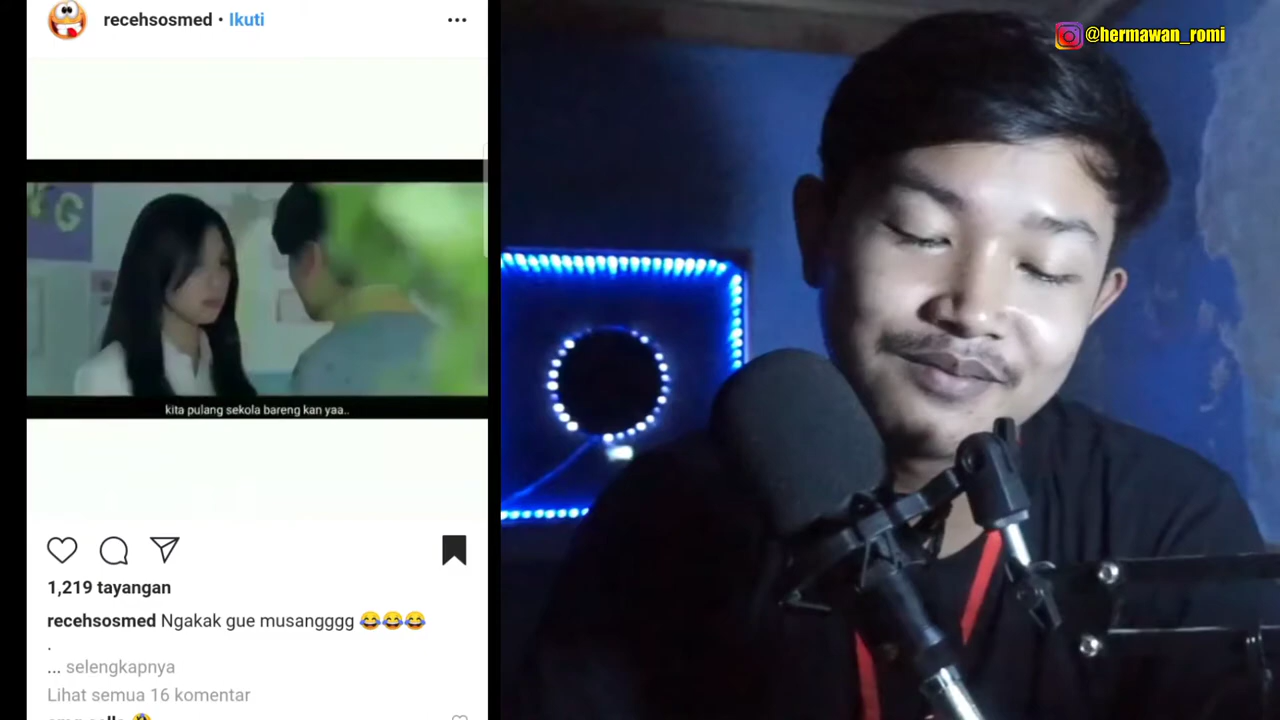 recehsosmed • Ikuti
@hermawan_romi
G
kita pulang sekola bareng kan yaa..
1,219 tayangan
recehsosmed Ngakak gue musangggg 😂😂😂
.
... selengkapnya
Lihat semua 16 komentar